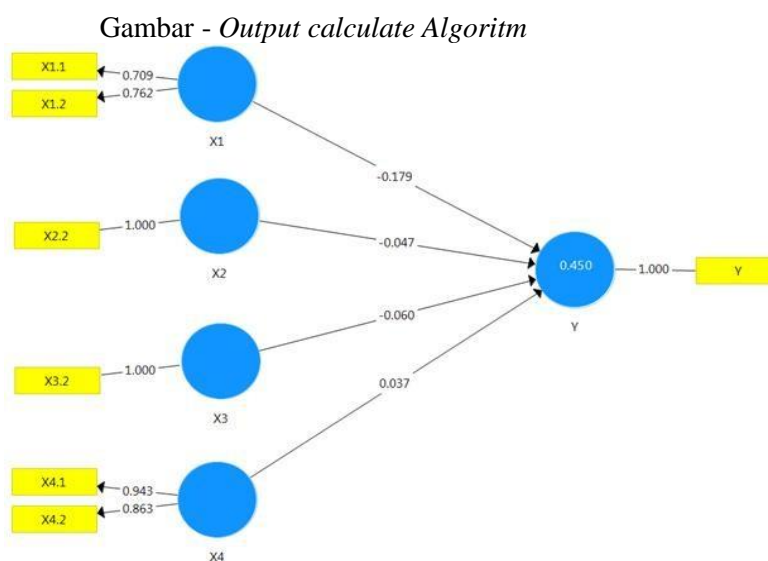 Gambar - Output calculate Algoritm
X1.1
0.709
X1.2
0.762
X1
-0.179
X2.2
1.000
X2
-0.047
0.450
1.000
Y
Y
X3.2
1.000
X3
-0.060
0.037
X4.1
0.943
X4.2
0.863
X4